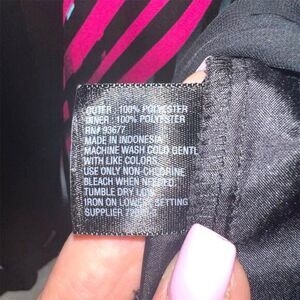 OUTER : 100% POLYESTER
INNER : 100% POLYESTER
RN# 93677
MADE IN INDONESIA
MACHINE WASH COLD GENTL
WITH LIKE COLORS
USE ONLY NON-CHLORINE
BLEACH WHEN NEEDED
TUMBLE DRY LOW
IRON ON LOWEST SETTING
SUPPLIER